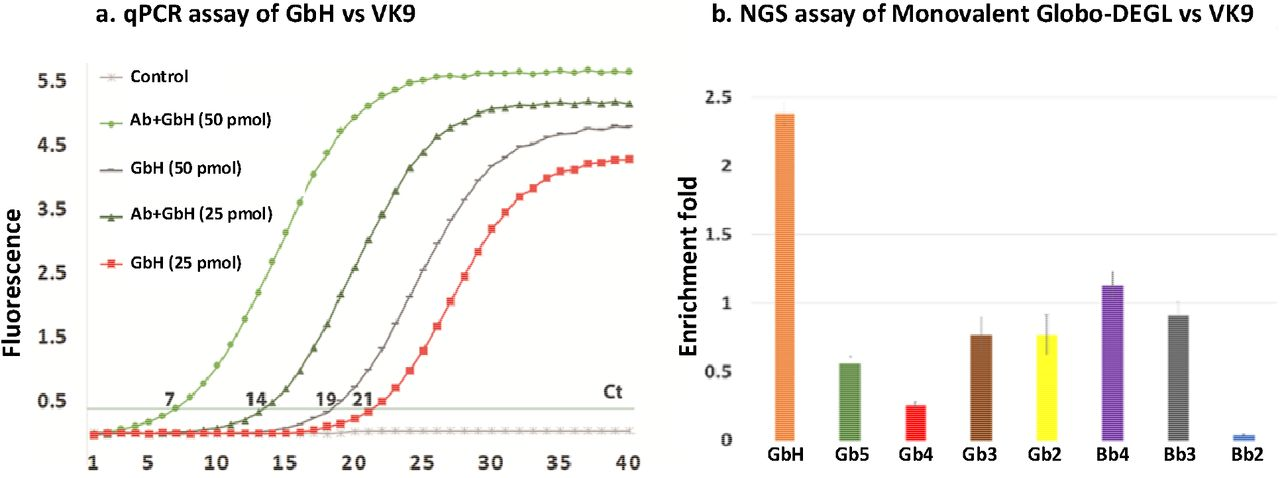 a. qPCR assay of GbH vs VK9
b. NGS assay of Monovalent Globo-DEGL vs VK9
Fluorescence
5.5
4.5
3.5
2.5
1.5
0.5
Control
Ab+GbH (50 pmol)
GbH (50 pmol)
Ab+GbH (25 pmol)
GbH (25 pmol)
7
14
19
21
Ct
1
5
10
15
20
25
30
35
40
Enrichment fold
2.5
2
1.5
1
0.5
0
GbH
Gb5
Gb4
Gb3
Gb2
Bb4
Bb3
Bb2